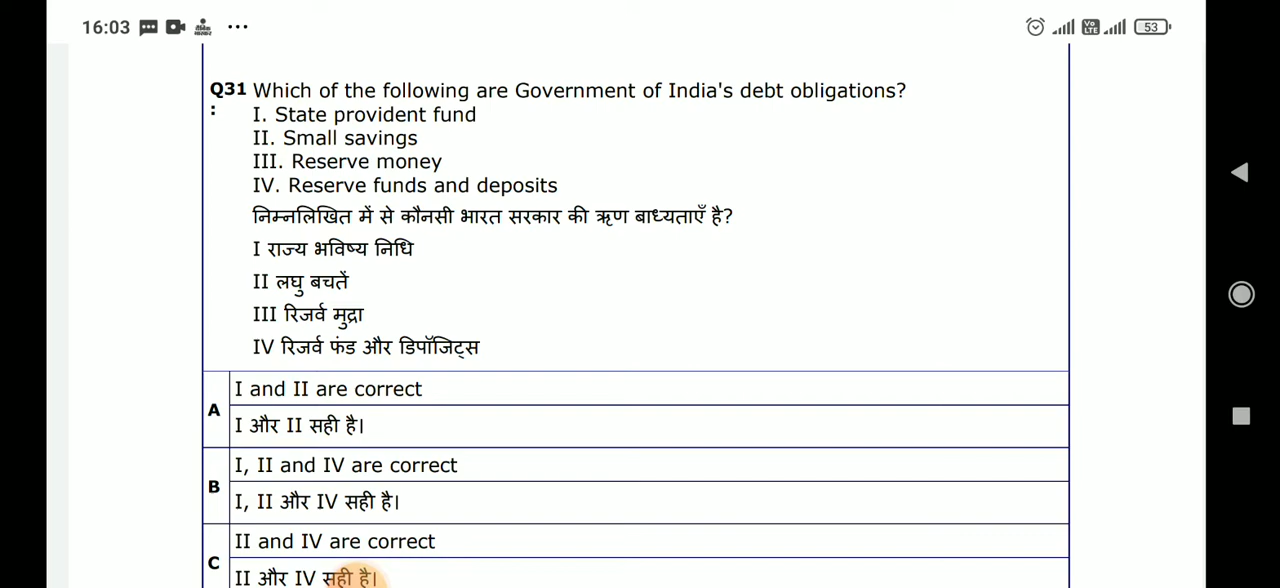 16:03
53
Q31 Which of the following are Government of India's debt obligations?
:
I. State provident fund
II. Small savings
III. Reserve money
IV. Reserve funds and deposits
निम्नलिखित में से कौनसी भारत सरकार की ऋण बाध्यताएँ है?
I राज्य भविष्य निधि
II लघु बचतें
III रिजर्व मुद्रा
IV रिजर्व फंड और डिपॉजिट्स
A
I and II are correct
I और II सही है।
B
I, II and IV are correct
I, II और IV सही है।
C
II and IV are correct
II और IV सही है।